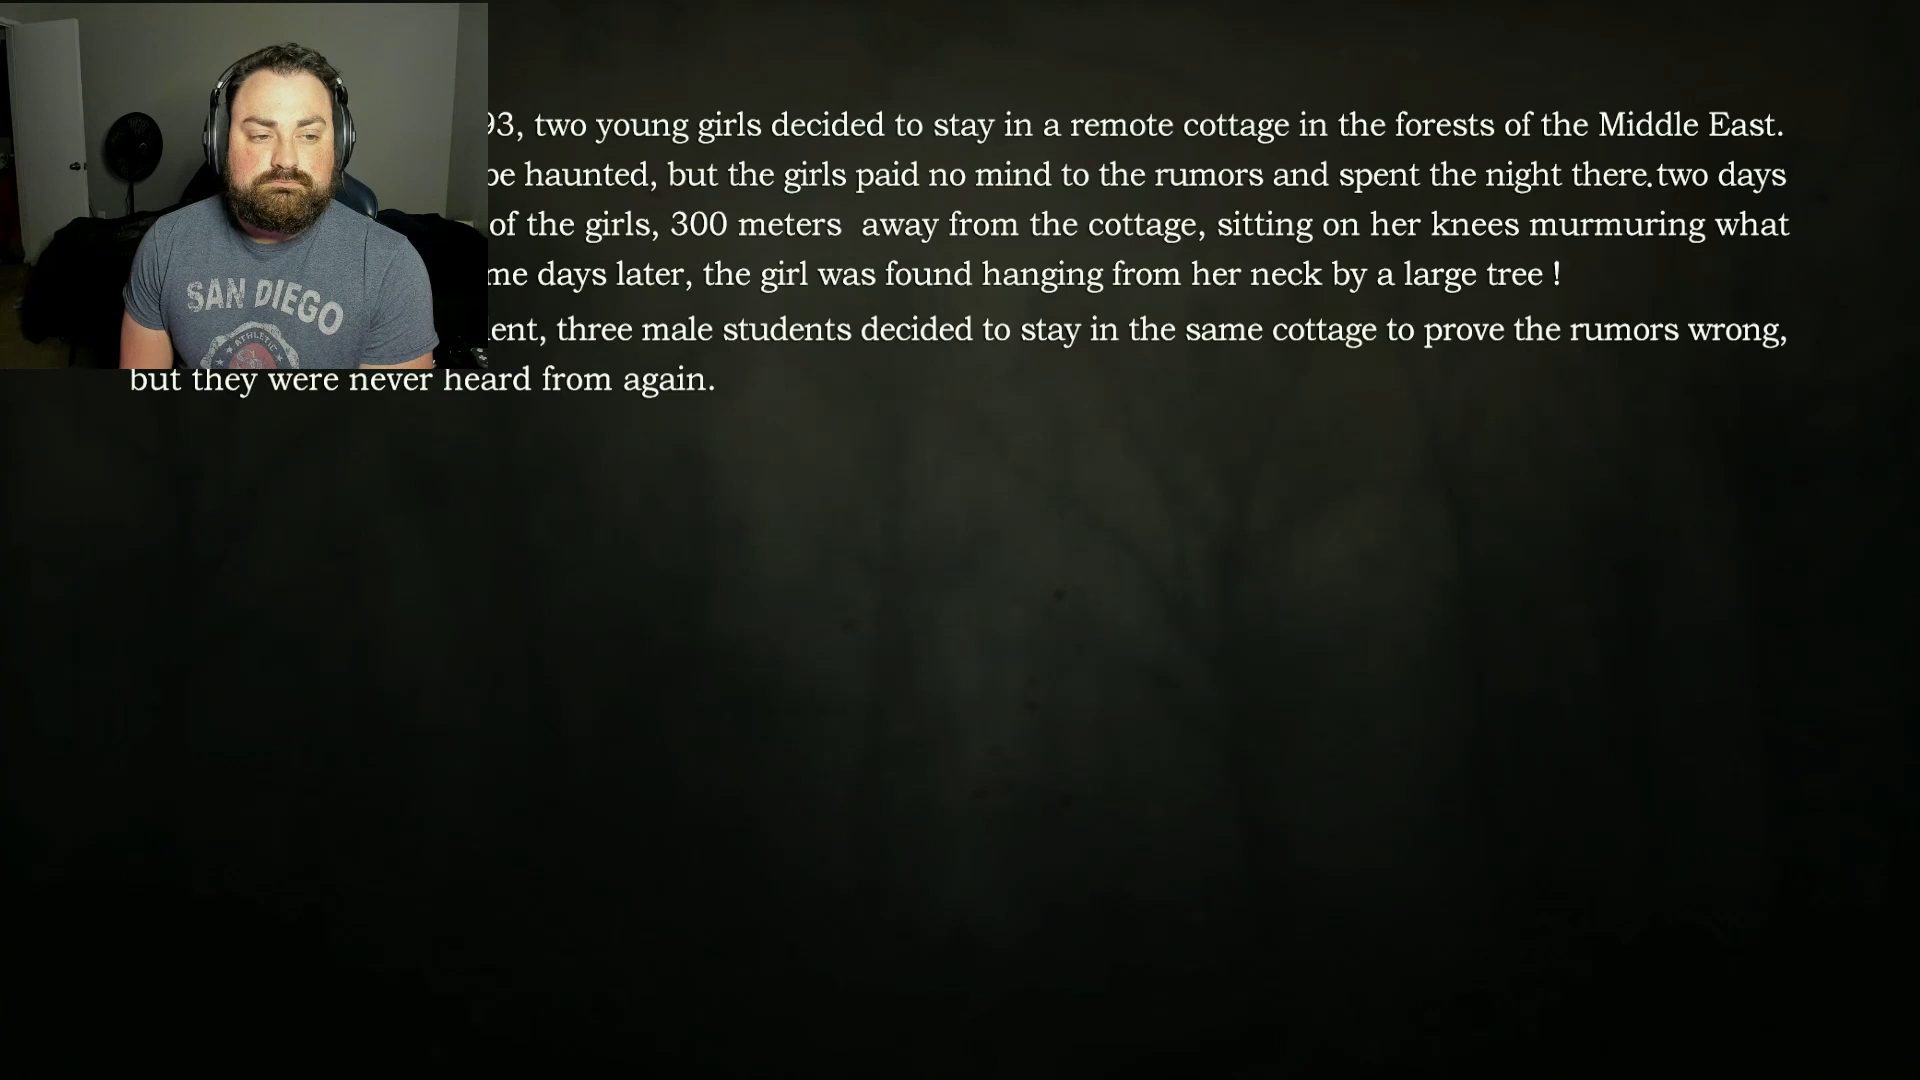 SAN DIEGO
ATHLETIC
93, two young girls decided to stay in a remote cottage in the forests of the Middle East.
be haunted, but the girls paid no mind to the rumors and spent the night there.two days
of the girls, 300 meters  away from the cottage, sitting on her knees murmuring what
me days later, the girl was found hanging from her neck by a large tree !
ent, three male students decided to stay in the same cottage to prove the rumors wrong,
but they were never heard from again.